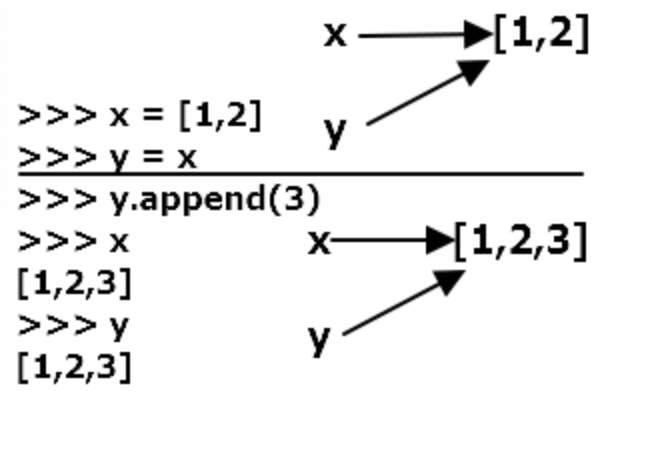 x [1,2]
>>> x = [1,2]
y
>>> y = x
>>> y.append(3)
>>> x
x [1,2,3]
[1,2,3]
>>> y
y
[1,2,3]